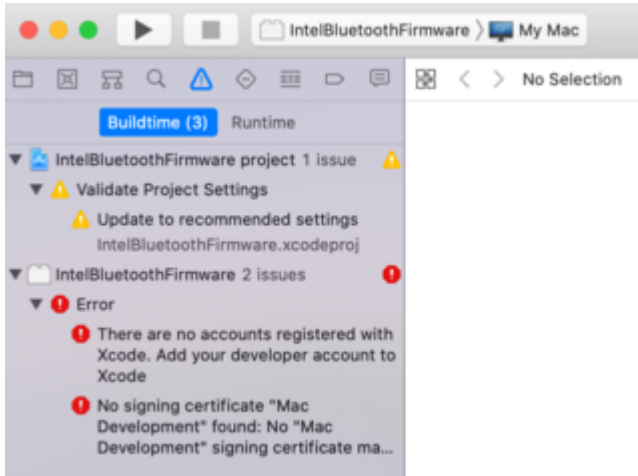 IntelBluetoothFirmware
My Mac
No Selection
Buildtime (3)
Runtime
IntelBluetoothFirmware project 1 issue
Validate Project Settings
Update to recommended settings
IntelBluetoothFirmware.xcodeproj
IntelBluetoothFirmware 2 issues
Error
There are no accounts registered with
Xcode. Add your developer account to
Xcode
No signing certificate "Mac
Development" found: No "Mac
Development" signing certificate ma...